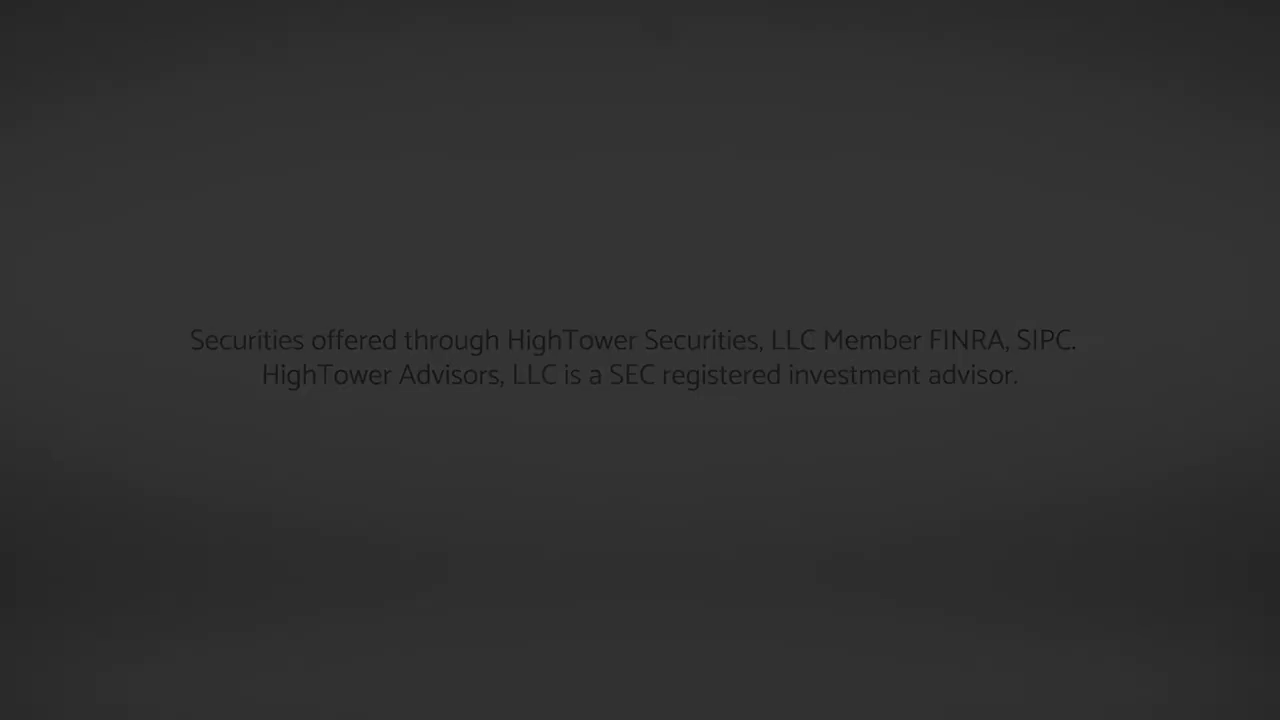 Securities offered through HighTower Securities, LLC Member FINRA, SIPC.
HighTower Advisors, LLC is a SEC registered investment advisor.